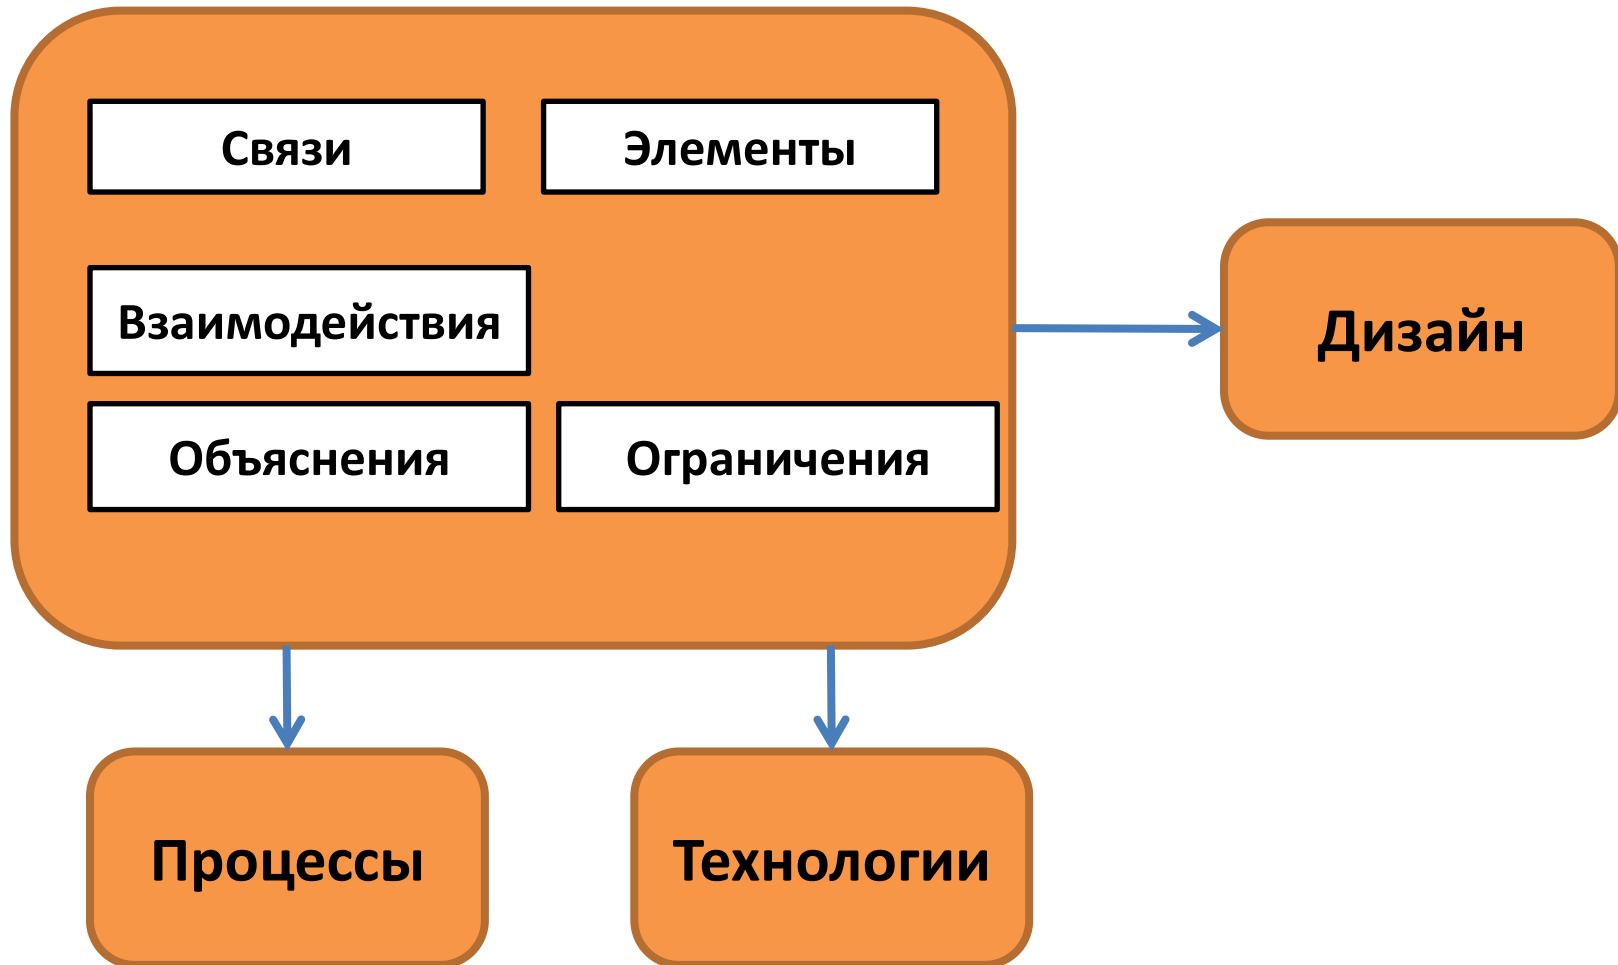 Связи
Элементы
Взаимодействия
Объяснения
Ограничения
Дизайн
Процессы
Технологии